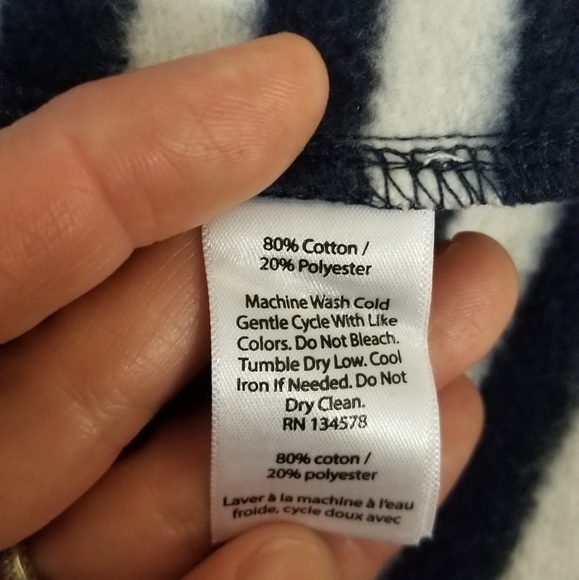 80% Cotton /
20% Polyester
Machine Wash Cold
Gentle Cycle With Like
Colors. Do Not Bleach.
Tumble Dry Low. Cool
Iron If Needed. Do Not
Dry Clean.
RN 134578
80% coton /
20% polyester
Laver à la machine à l'eau
froide, cycle doux avec